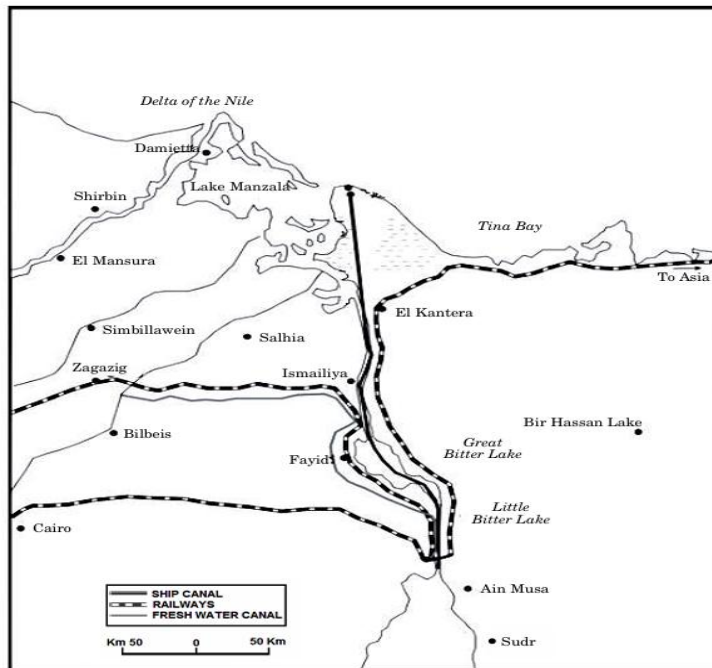 Delta of the Nile
Damietta
Lake Manzala
Shirbin
Tina Bay
El Mansura
To Asia
El Kantera
Simbillawein
Salhia
Zagazig
Ismailiya
Bir Hassan Lake
Bilbeis
Great
Bitter Lake
Fayid
Little
Bitter Lake
Cairo
SHIP CANAL
RAILWAYS
FRESH WATER CANAL
Ain Musa
Km 50 0 50 Km
Sudr